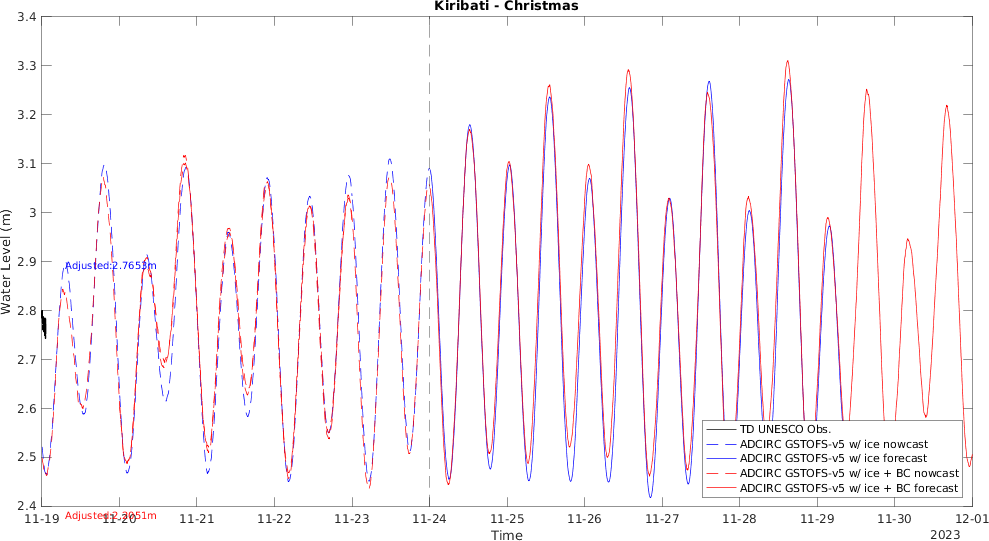 Kiribati - Christmas
3.4
3.3
3.2
3.1
3
2.9
2.8
2.7
2.6
2.5
2.4
Water Level (m)
Adjusted:2.7653m
TD UNESCO Obs.
ADCIRC GSTOFS-v5 w/ ice nowcast
ADCIRC GSTOFS-v5 w/ ice forecast
ADCIRC GSTOFS-v5 w/ ice + BC nowcast
ADCIRC GSTOFS-v5 w/ ice + BC forecast
11-19 11-20 11-21 11-22 11-23 11-24 11-25 11-26 11-27 11-28 11-29 11-30 12-01
Time
2023